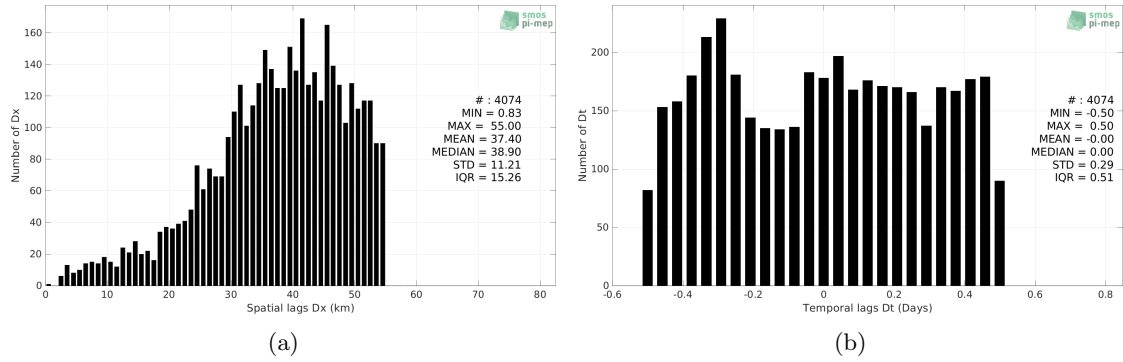 smos
pi-mep
160
140
120
100
80
60
40
20
0
Number of Dx
# : 4074
MIN = 0.83
MAX = 55.00
MEAN = 37.40
MEDIAN = 38.90
STD = 11.21
IQR = 15.26
0 10 20 30 40 50 60 70 80
Spatial lags Dx (km)
(a)
smos
pi-mep
200
150
100
50
0
Number of Dt
# : 4074
MIN = -0.50
MAX = 0.50
MEAN = -0.00
MEDIAN = 0.00
STD = 0.29
IQR = 0.51
-0.6 -0.4 -0.2 0 0.2 0.4 0.6 0.8
Temporal lags Dt (Days)
(b)